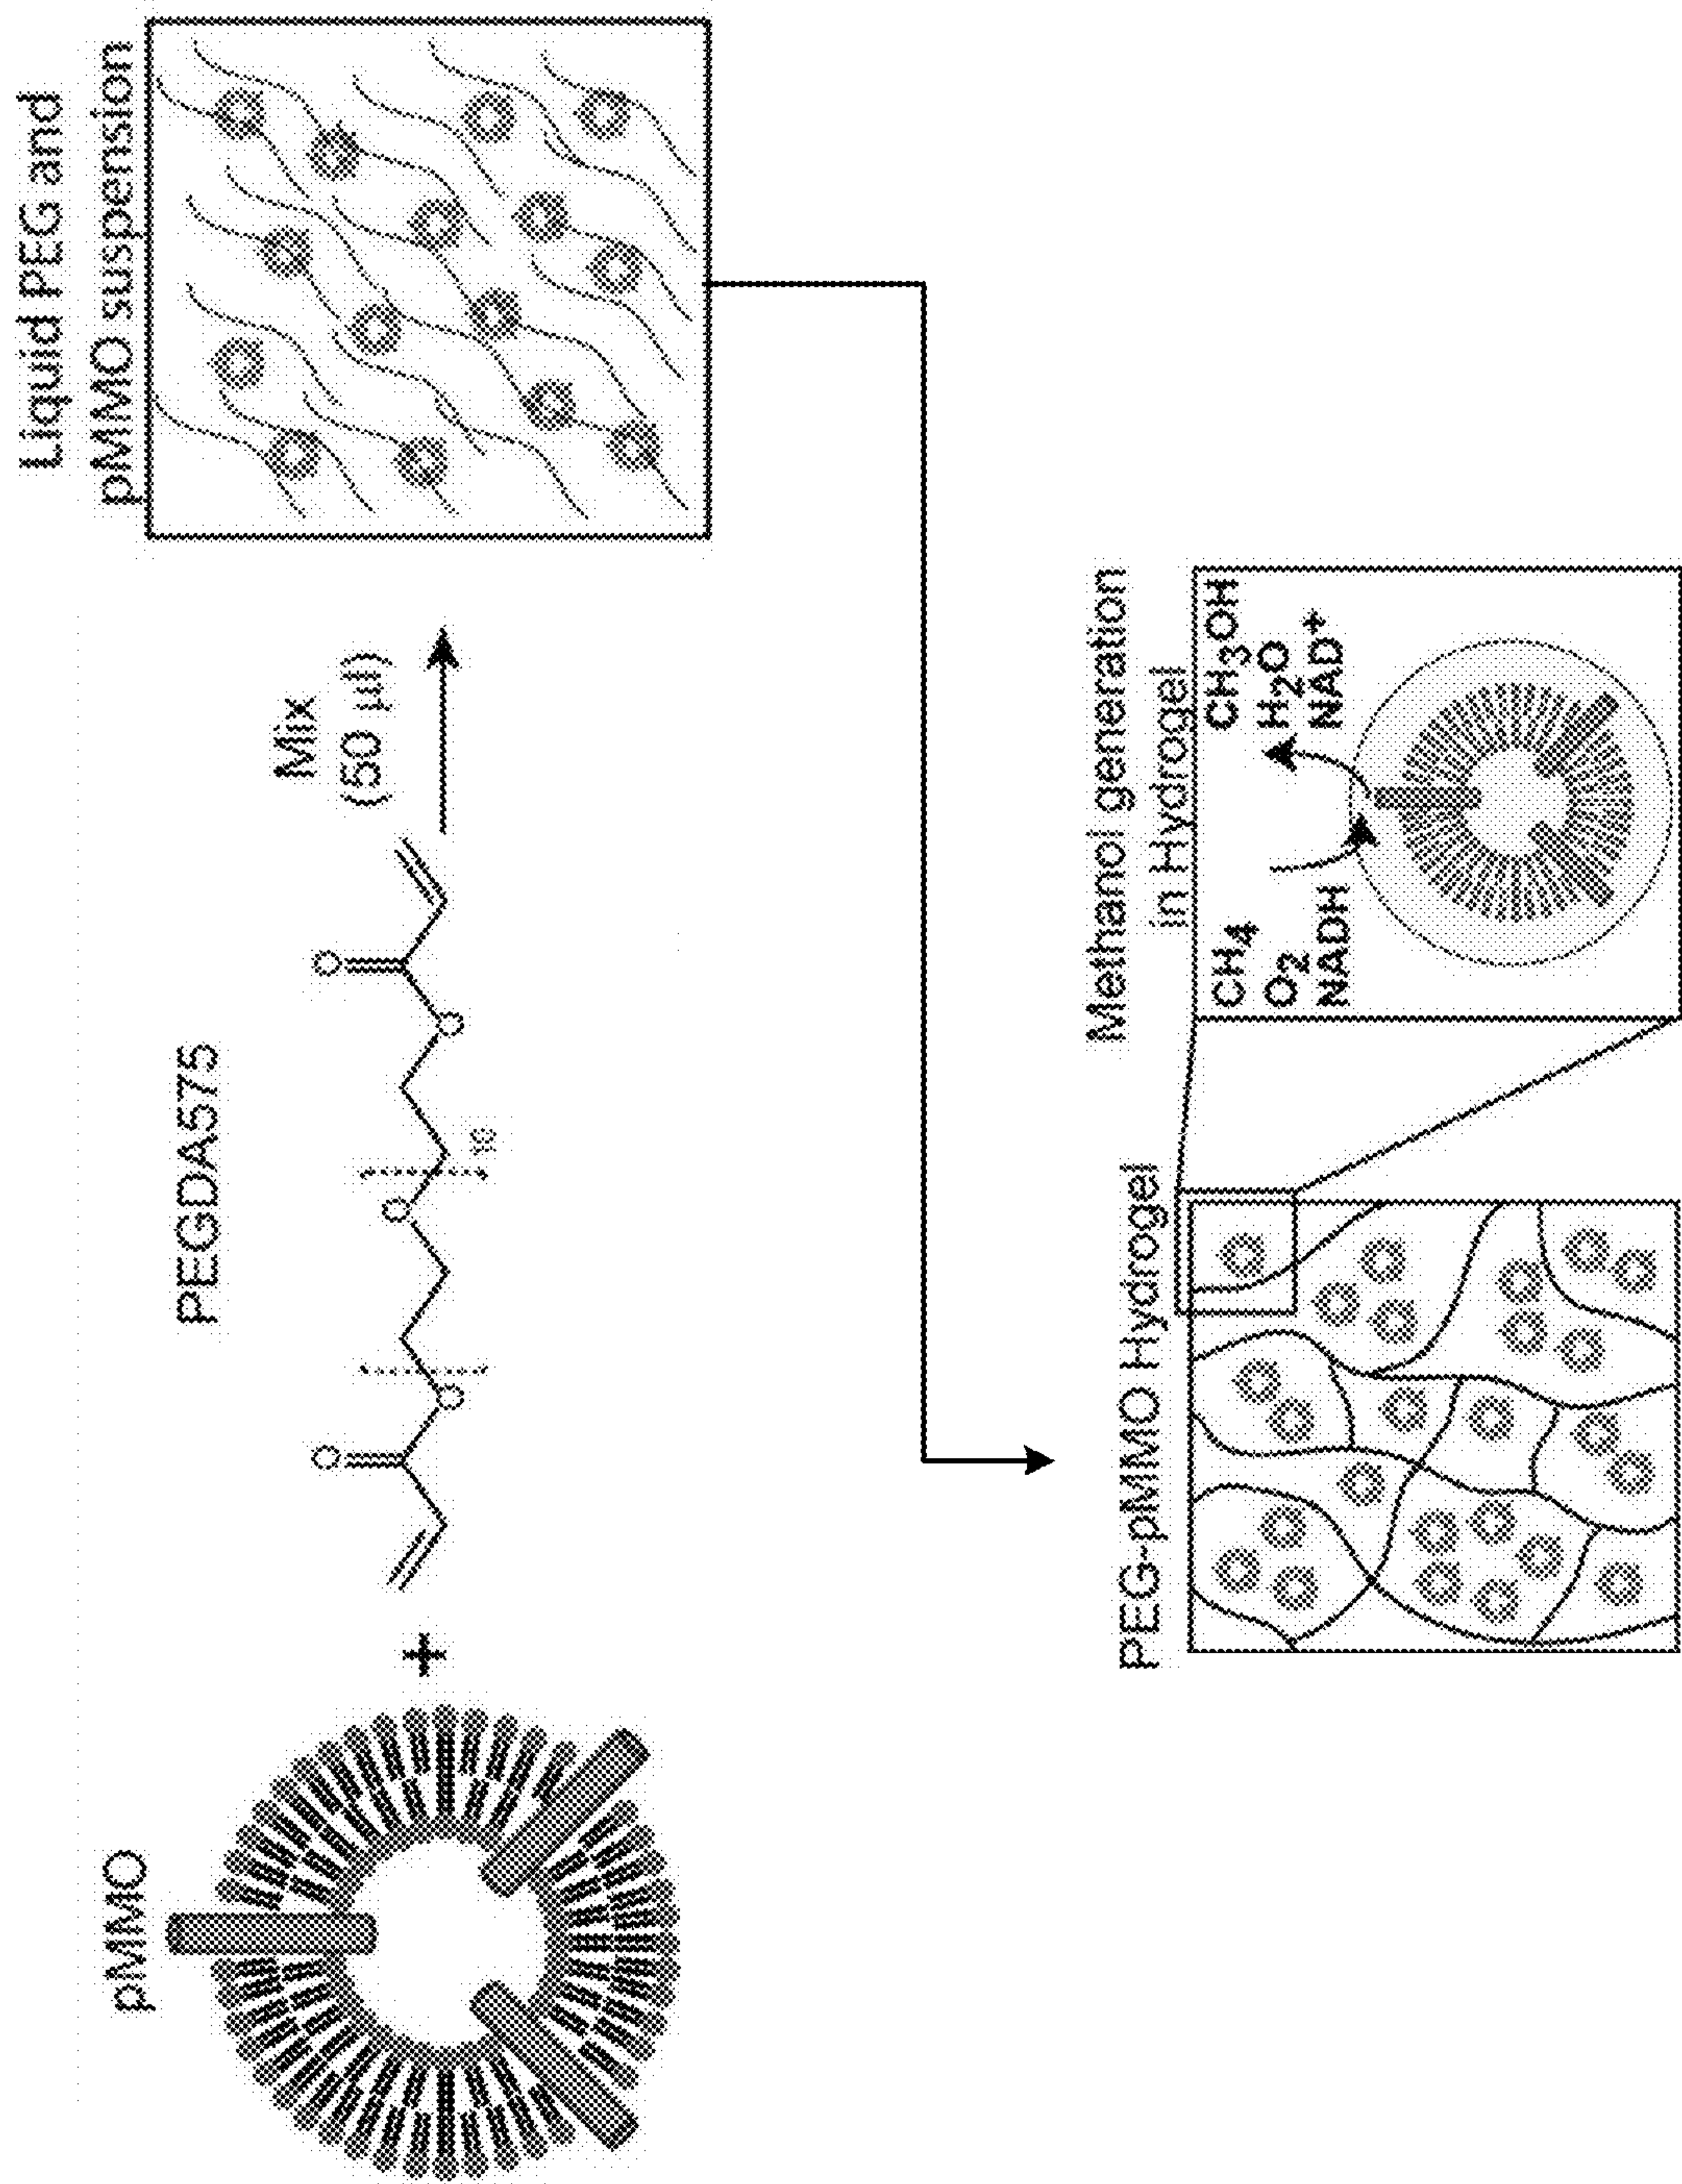 pMMO
+
PEGDA575
O
O
O
O
O
Mix
(50 µl)
Liquid PEG and
pMMO suspension
PEG-pMMO Hydrogel
Methanol generation
in Hydrogel
CH₄
O₂
NADH
CH₃OH
H₂O
NAD⁺